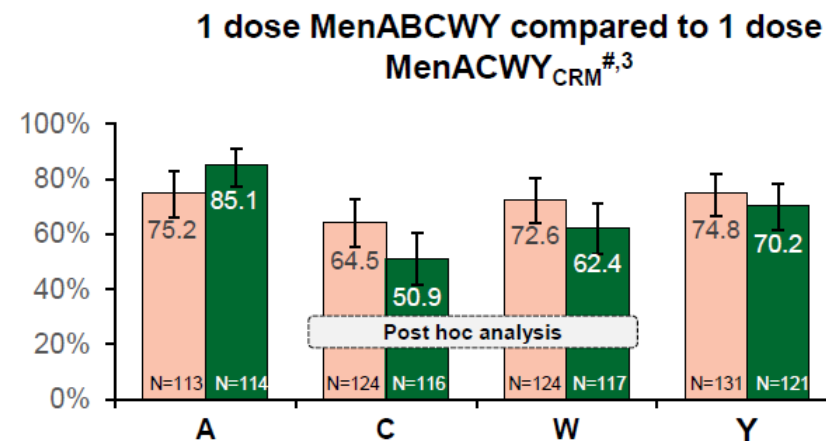 1 dose MenABCWY compared to 1 dose
MenACWY_CRM^#,3
100%
80%
60%
40%
20%
0%
75.2
85.1
64.5
50.9
72.6
62.4
74.8
70.2
Post hoc analysis
N=113 N=114 N=124 N=116 N=124 N=117 N=131 N=121
A C W Y